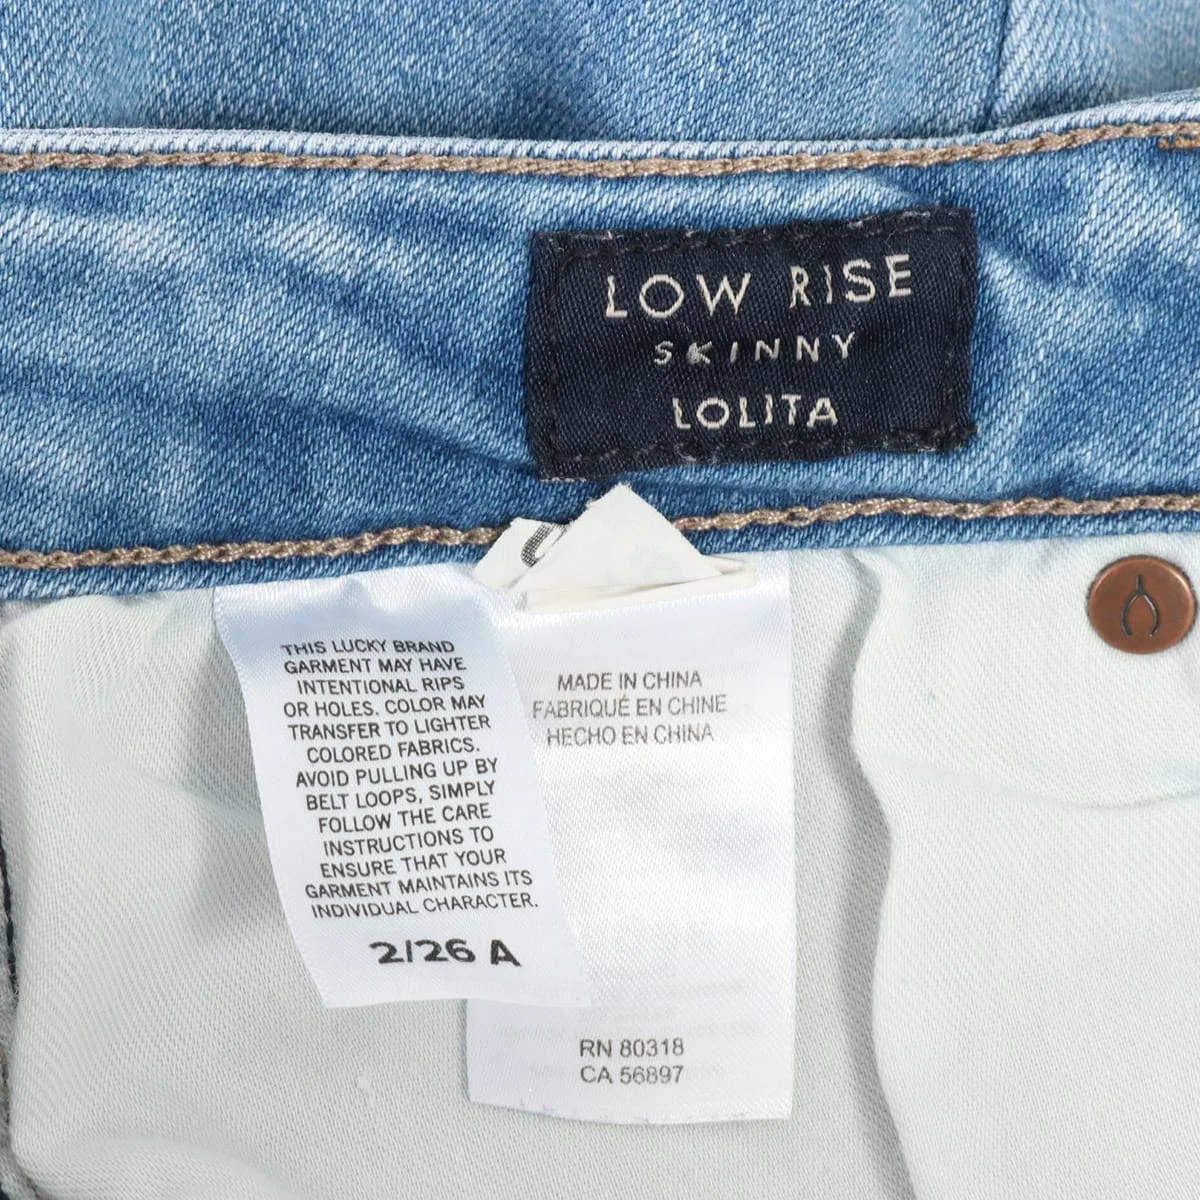 LOW RISE
SKINNY
LOLITA
THIS LUCKY BRAND
GARMENT MAY HAVE
INTENTIONAL RIPS
OR HOLES. COLOR MAY
TRANSFER TO LIGHTER
COLORED FABRICS.
AVOID PULLING UP BY
BELT LOOPS, SIMPLY
FOLLOW THE CARE
INSTRUCTIONS TO
ENSURE THAT YOUR
GARMENT MAINTAINS ITS
INDIVIDUAL CHARACTER.
2/26 A
MADE IN CHINA
FABRIQUÉ EN CHINE
HECHO EN CHINA
RN 80318
CA 56897